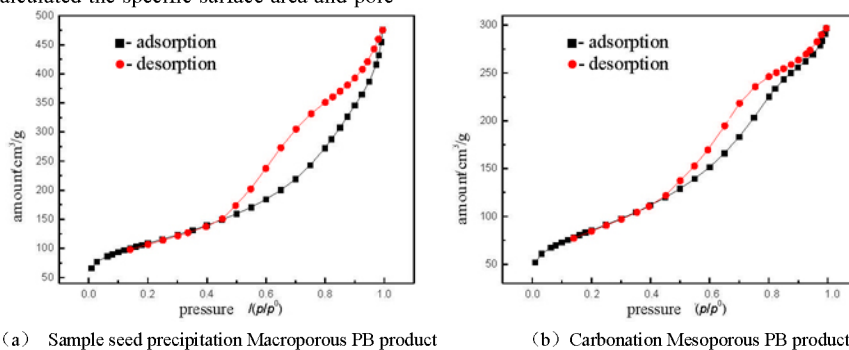 alculated the specific surface area and pore
450
400
350
300
250
200
150
100
50
amount(cm³/g)
- adsorption
- desorption
0.0 0.2 0.4 0.6 0.8 1.0
pressure /(p/p⁰)
(a) Sample seed precipitation Macroporous PB product
300
250
200
150
100
50
amount(cm³/g)
- adsorption
- desorption
0.0 0.2 0.4 0.6 0.8 1.0
pressure (p/p⁰)
(b) Carbonation Mesoporous PB product